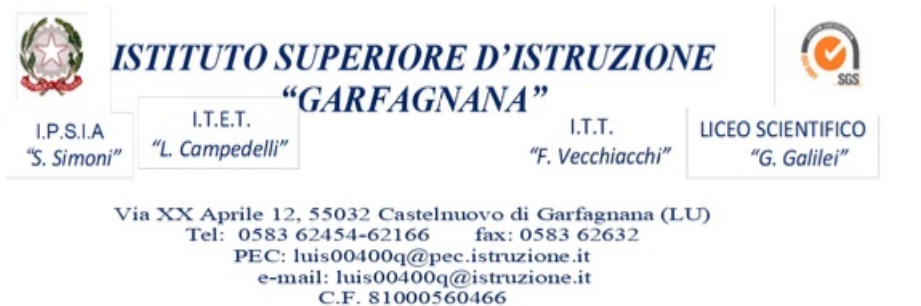 ISTITUTO SUPERIORE D'ISTRUZIONE
"GARFAGNANA"
I.P.S.I.A
"S. Simoni"
I.T.E.T.
"L. Campedelli"
I.T.T.
"F. Vecchiacchi"
LICEO SCIENTIFICO
"G. Galilei"
SGS
Via XX Aprile 12, 55032 Castelnuovo di Garfagnana (LU)
Tel: 0583 62454-62166 fax: 0583 62632
PEC: luis00400q@pec.istruzione.it
e-mail: luis00400q@istruzione.it
C.F. 81000560466